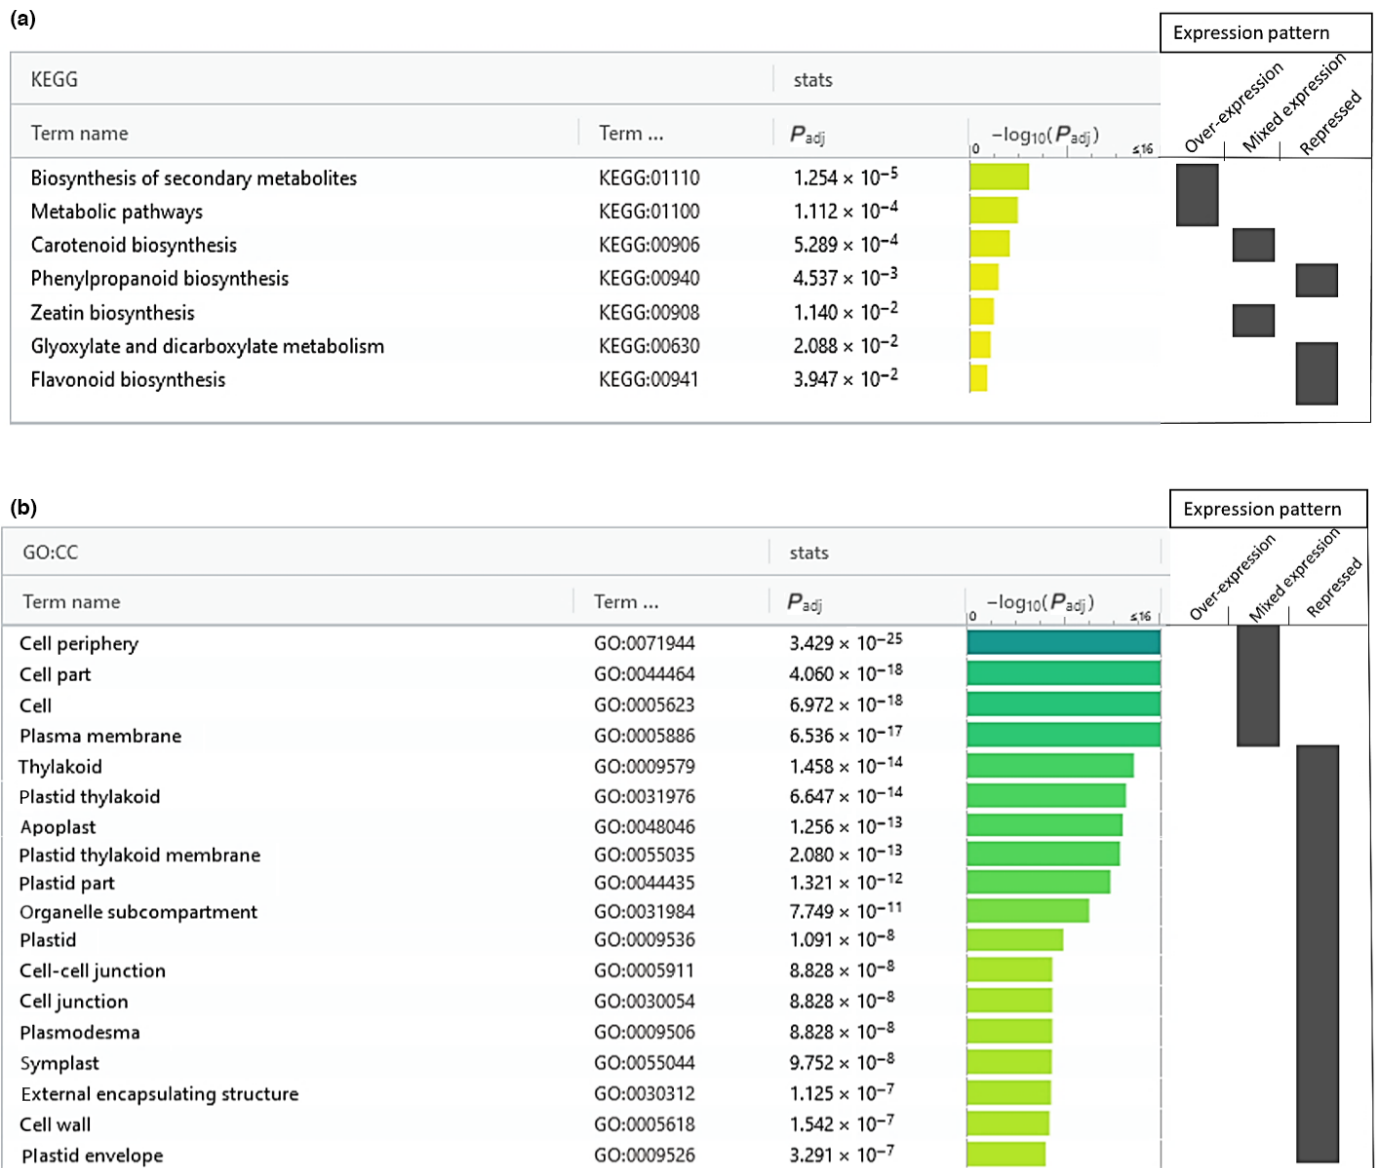 (a)
Expression pattern
KEGG stats
Over-expression Mixed expression Repressed
Term name Term ... Padj −log10(Padj)
0 ≤16
Biosynthesis of secondary metabolites KEGG:01110 1.254 × 10−5
Metabolic pathways KEGG:01100 1.112 × 10−4
Carotenoid biosynthesis KEGG:00906 5.289 × 10−4
Phenylpropanoid biosynthesis KEGG:00940 4.537 × 10−3
Zeatin biosynthesis KEGG:00908 1.140 × 10−2
Glyoxylate and dicarboxylate metabolism KEGG:00630 2.088 × 10−2
Flavonoid biosynthesis KEGG:00941 3.947 × 10−2
(b)
Expression pattern
GO:CC stats
Over-expression Mixed expression Repressed
Term name Term ... Padj −log10(Padj)
0 ≤16
Cell periphery GO:0071944 3.429 × 10−25
Cell part GO:0044464 4.060 × 10−18
Cell GO:0005623 6.972 × 10−18
Plasma membrane GO:0005886 6.536 × 10−17
Thylakoid GO:0009579 1.458 × 10−14
Plastid thylakoid GO:0031976 6.647 × 10−14
Apoplast GO:0048046 1.256 × 10−13
Plastid thylakoid membrane GO:0055035 2.080 × 10−13
Plastid part GO:0044435 1.321 × 10−12
Organelle subcompartment GO:0031984 7.749 × 10−11
Plastid GO:0009536 1.091 × 10−8
Cell-cell junction GO:0005911 8.828 × 10−8
Cell junction GO:0030054 8.828 × 10−8
Plasmodesma GO:0009506 8.828 × 10−8
Symplast GO:0055044 9.752 × 10−8
External encapsulating structure GO:0030312 1.125 × 10−7
Cell wall GO:0005618 1.542 × 10−7
Plastid envelope GO:0009526 3.291 × 10−7